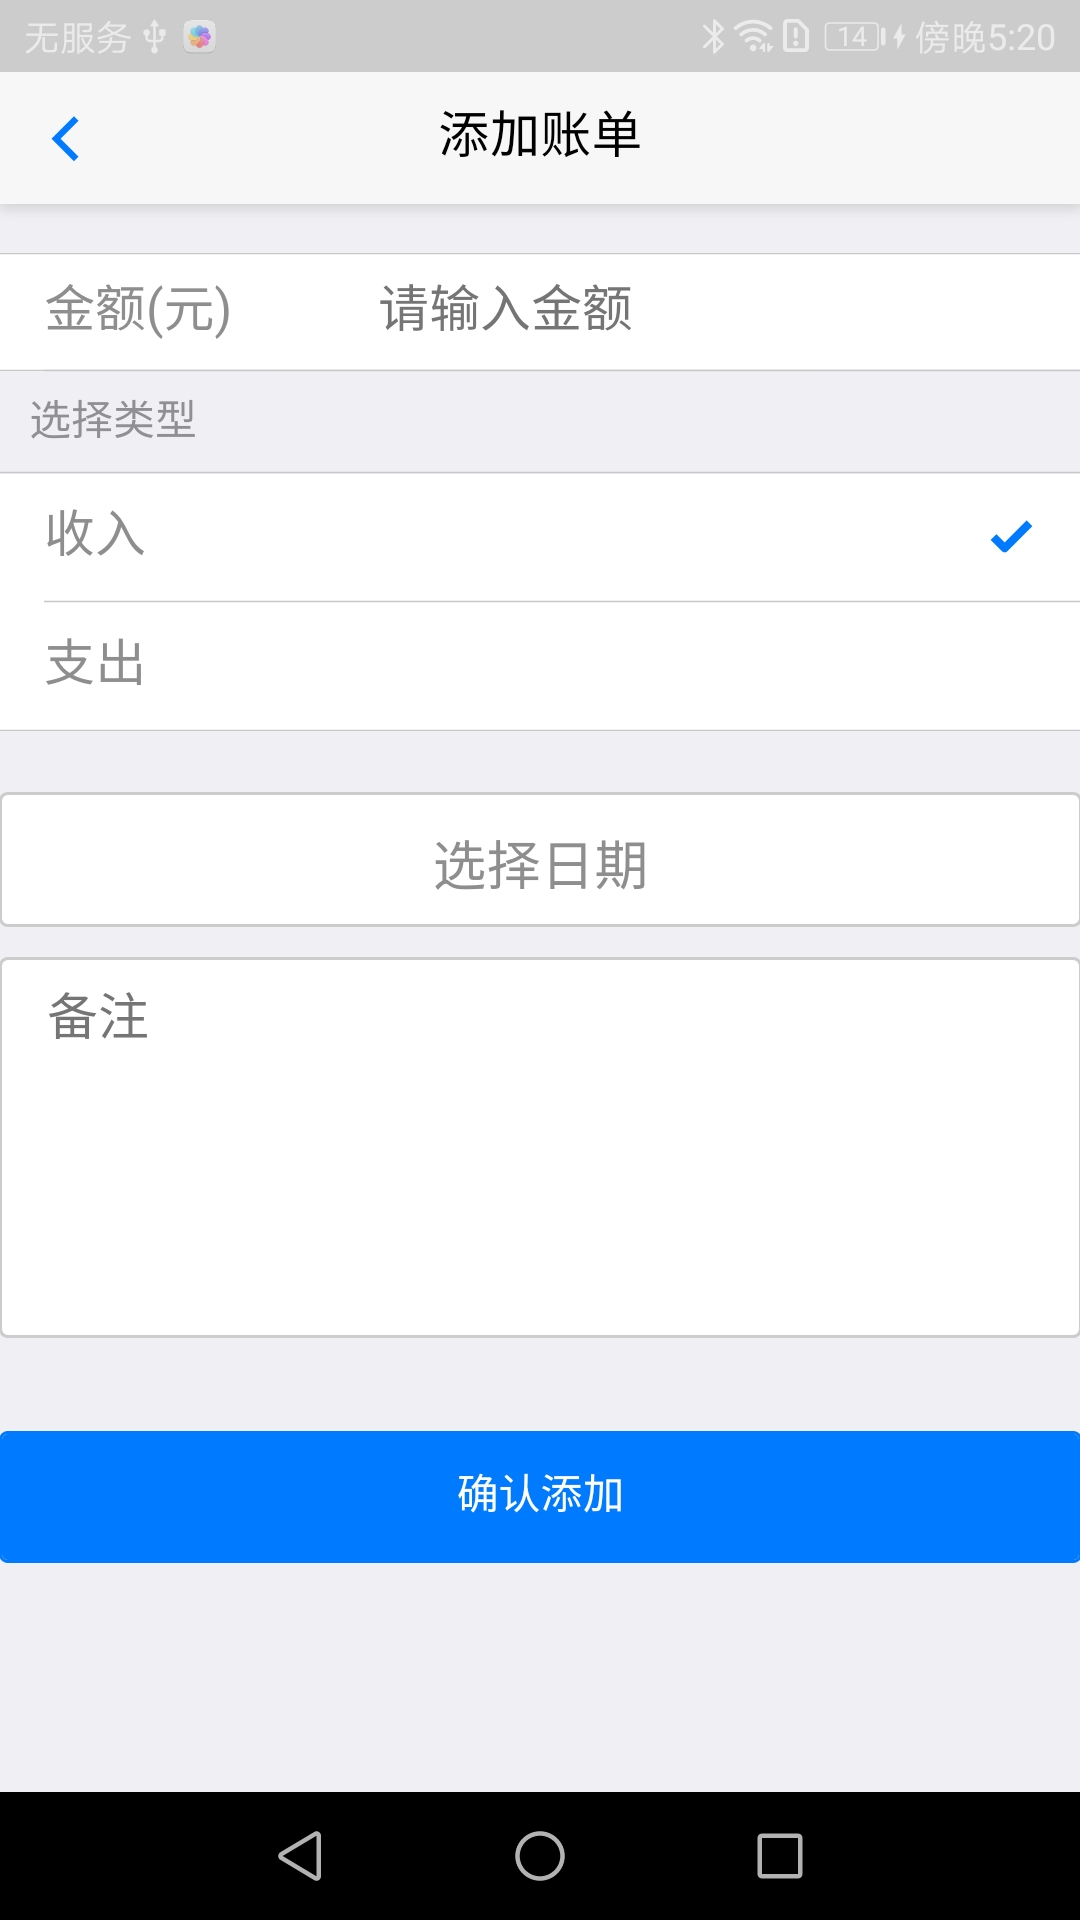 无服务 14 傍晚5:20
添加账单
金额(元) 请输入金额
选择类型
收入
支出
选择日期
备注
确认添加